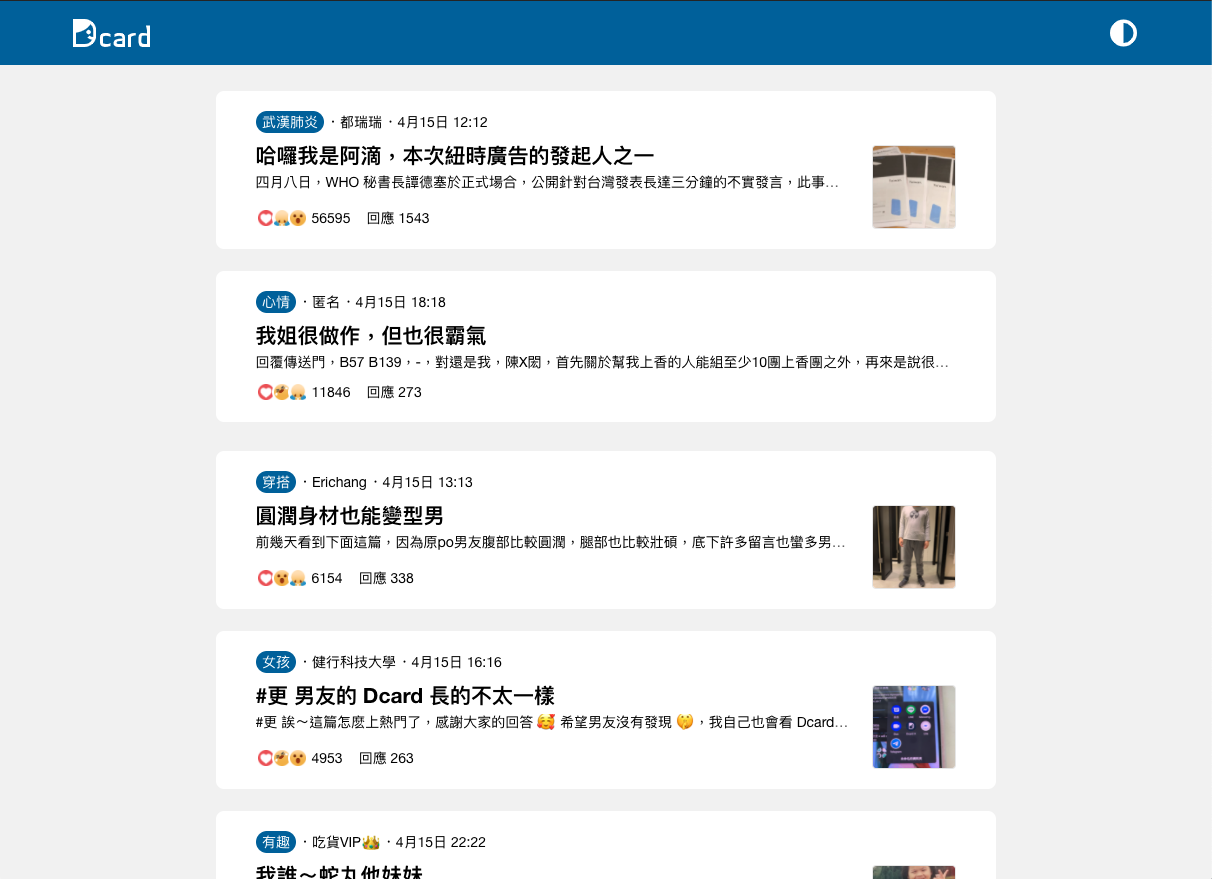 Dcard
武漢肺炎 · 都瑞瑞 · 4月15日 12:12
哈囉我是阿滴，本次紐時廣告的發起人之一
四月八日，WHO 秘書長譚德塞於正式場合，公開針對台灣發表長達三分鐘的不實發言，此事…
56595 回應 1543
心情 · 匿名 · 4月15日 18:18
我姐很做作，但也很霸氣
回覆傳送門，B57 B139，-，對還是我，陳X閎，首先關於幫我上香的人能組至少10團上香團之外，再來是說很…
11846 回應 273
穿搭 · Erichang · 4月15日 13:13
圓潤身材也能變型男
前幾天看到下面這篇，因為原po男友腹部比較圓潤，腿部也比較壯碩，底下許多留言也蠻多男…
6154 回應 338
女孩 · 健行科技大學 · 4月15日 16:16
#更 男友的 Dcard 長的不太一樣
#更 誒～這篇怎麼上熱門了，感謝大家的回答 🥰 希望男友沒有發現 🤭，我自己也會看 Dcard…
4953 回應 263
有趣 · 吃貨VIP👑 · 4月15日 22:22
我誰～蛇丸他妹妹